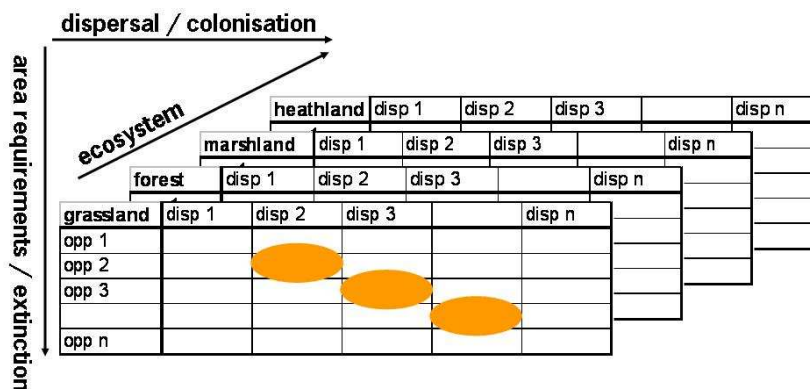 dispersal / colonisation
area requirements / extinction
ecosystem
heathland disp 1 disp 2 disp 3 disp n
marshland disp 1 disp 2 disp 3 disp n
forest disp 1 disp 2 disp 3 disp n
grassland disp 1 disp 2 disp 3 disp n
opp 1
opp 2
opp 3
opp n